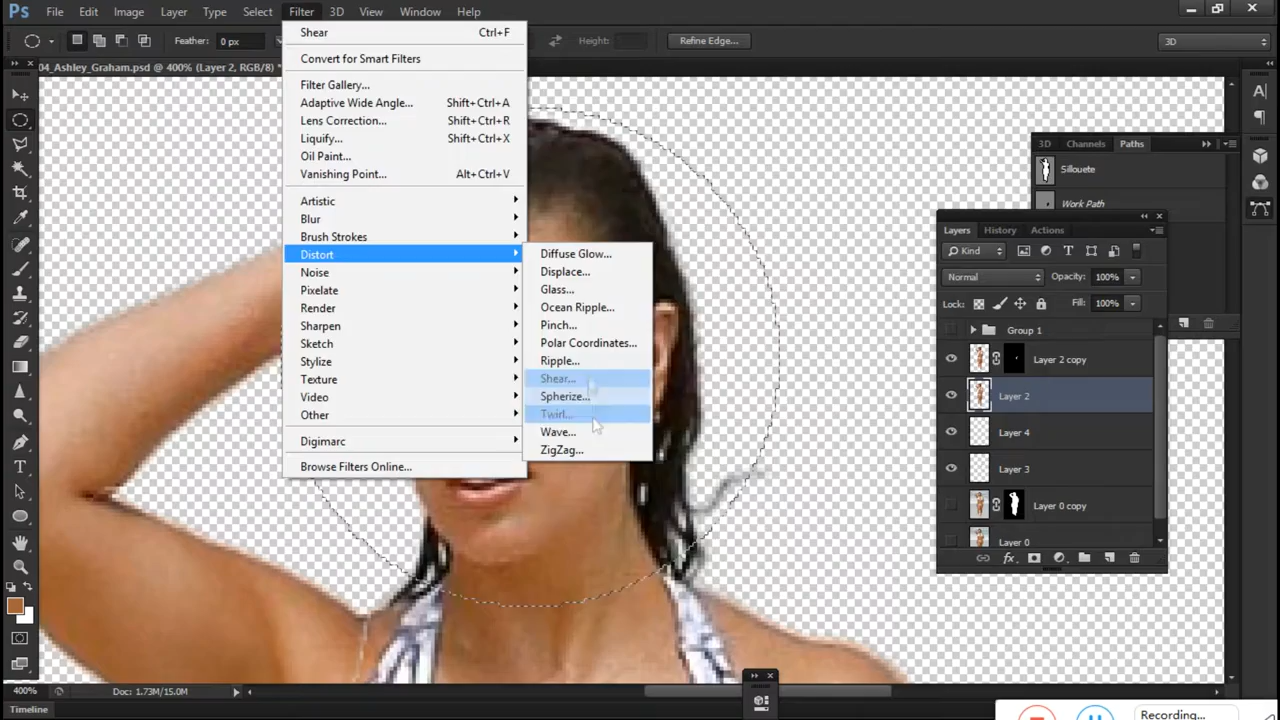 Ps File Edit Image Layer Type Select Filter 3D View Window Help
Feather: 0 px Height: Refine Edge... 3D
04_Ashley_Graham.psd @ 400% (Layer 2, RGB/8) *
Shear Ctrl+F
Convert for Smart Filters
Filter Gallery...
Adaptive Wide Angle... Shift+Ctrl+A
Lens Correction... Shift+Ctrl+R
Liquify... Shift+Ctrl+X
Oil Paint...
Vanishing Point... Alt+Ctrl+V
Artistic
Blur
Brush Strokes
Distort
Noise
Pixelate
Render
Sharpen
Sketch
Stylize
Texture
Video
Other
Digimarc
Browse Filters Online...
Diffuse Glow...
Displace...
Glass...
Ocean Ripple...
Pinch...
Polar Coordinates...
Ripple...
Shear...
Spherize...
Twirl...
Wave...
ZigZag...
3D Channels Paths
Sillouete
Work Path
Layers History Actions
Kind
Normal Opacity: 100%
Lock: Fill: 100%
Group 1
Layer 2 copy
Layer 2
Layer 4
Layer 3
Layer 0 copy
Layer 0
fx
400% Doc: 1.73M/15.0M
Timeline
Recording...